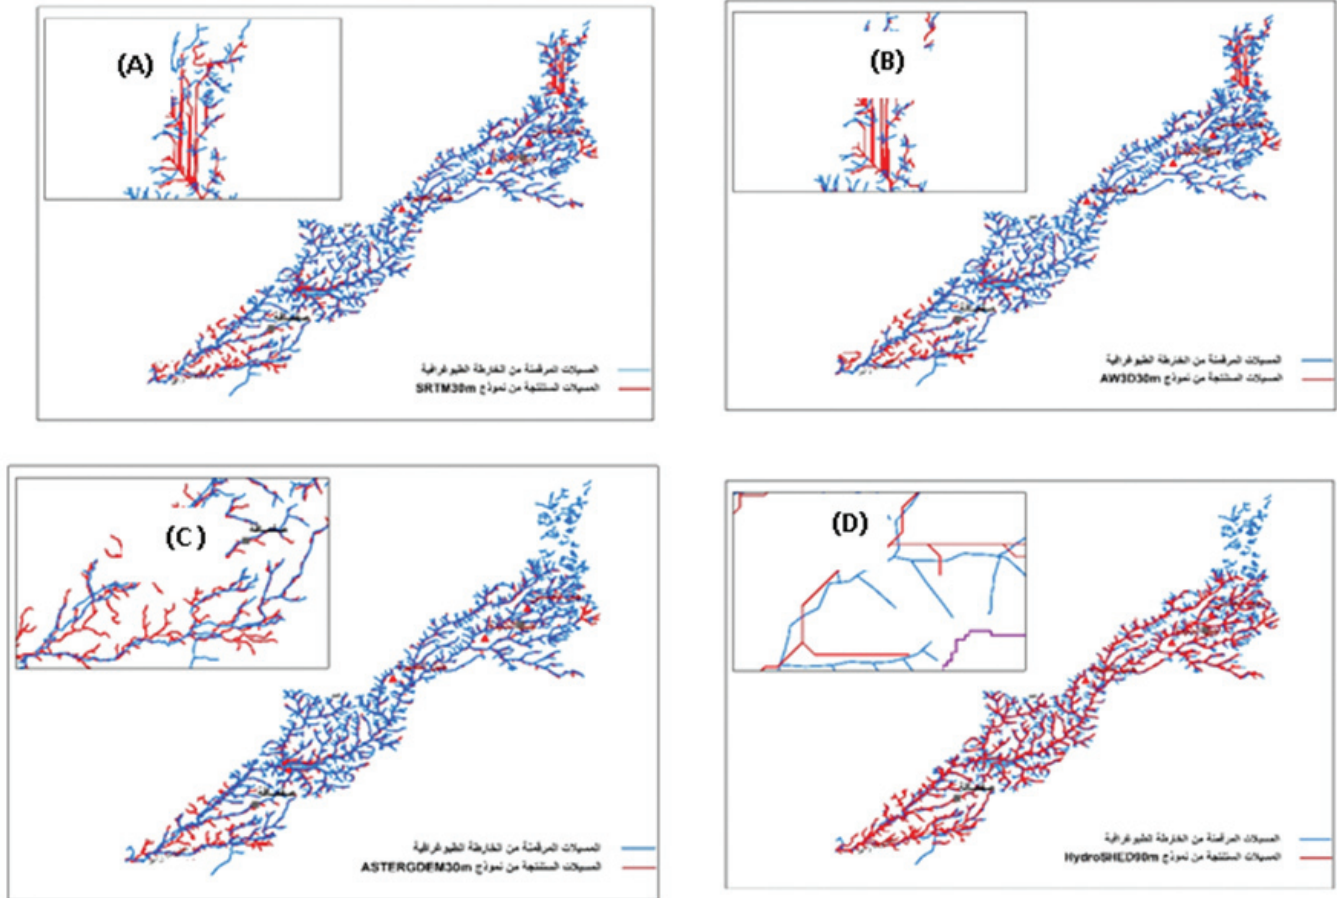 (A)
المسيلات المرقمنة من الخارطة الطبوغرافية
المسيلات المستنتجة من نموذج SRTM30m
(B)
المسيلات المرقمنة من الخارطة الطبوغرافية
المسيلات المستنتجة من نموذج AW3D30m
(C)
المسيلات المرقمنة من الخارطة الطبوغرافية
المسيلات المستنتجة من نموذج ASTERGDEM30m
(D)
المسيلات المرقمنة من الخارطة الطبوغرافية
المسيلات المستنتجة من نموذج HydroSHED90m